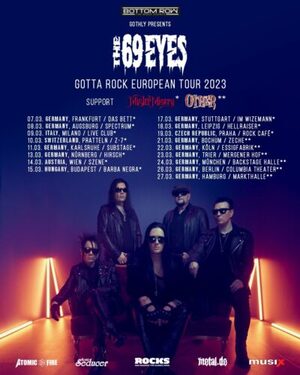 BOTTOM ROW
GOTHLY PRESENTS
THE 69 EYES
GOTTA ROCK EUROPEAN TOUR 2023
SUPPORT Mister Misery* THE OTHER**
07.03. GERMANY, FRANKFURT / DAS BETT*
08.03. GERMANY, AUGSBURG / SPECTRUM*
09.03. ITALY, MILANO / LIVE CLUB*
10.03. SWITZERLAND, PRATTELN / Z-7*
11.03. GERMANY, KARLSRUHE / SUBSTAGE*
13.03. GERMANY, NÜRNBERG / HIRSCH*
14.03. AUSTRIA, WIEN / SZENE*
15.03. HUNGARY, BUDAPEST / BARBA NEGRA*
17.03. GERMANY, STUTTGART / IM WIZEMANN*
18.03. GERMANY, LEIPZIG / HELLRAISER*
19.03. CZECH REPUBLIC, PRAHA / ROCK CAFÉ*
21.03. GERMANY, BOCHUM / ZECHE**
22.03. GERMANY, KÖLN / ESSIGFABRIK**
23.03. GERMANY, TRIER / MERGENER HOF**
24.03. GERMANY, MÜNCHEN / BACKSTAGE HALLE**
26.03. GERMANY, BERLIN / COLUMBIA THEATER**
27.03. GERMANY, HAMBURG / MARKTHALLE**
ATOMIC FIRE
Seducer
ROCKS
metal.de
musiX